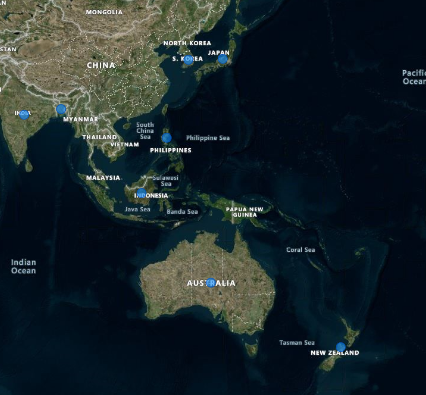 MONGOLIA
STAN
NORTH KOREA
JAPAN
S. KOREA
CHINA
Pacific
Ocean
INDIA
MYANMAR
South
China
Sea
Philippine Sea
THAILAND
VIETNAM
PHILIPPINES
MALAYSIA
Sulawesi
Sea
INDONESIA
Java Sea
Banda Sea
PAPUA NEW
GUINEA
Coral Sea
Indian
Ocean
AUSTRALIA
Tasman Sea
NEW ZEALAND